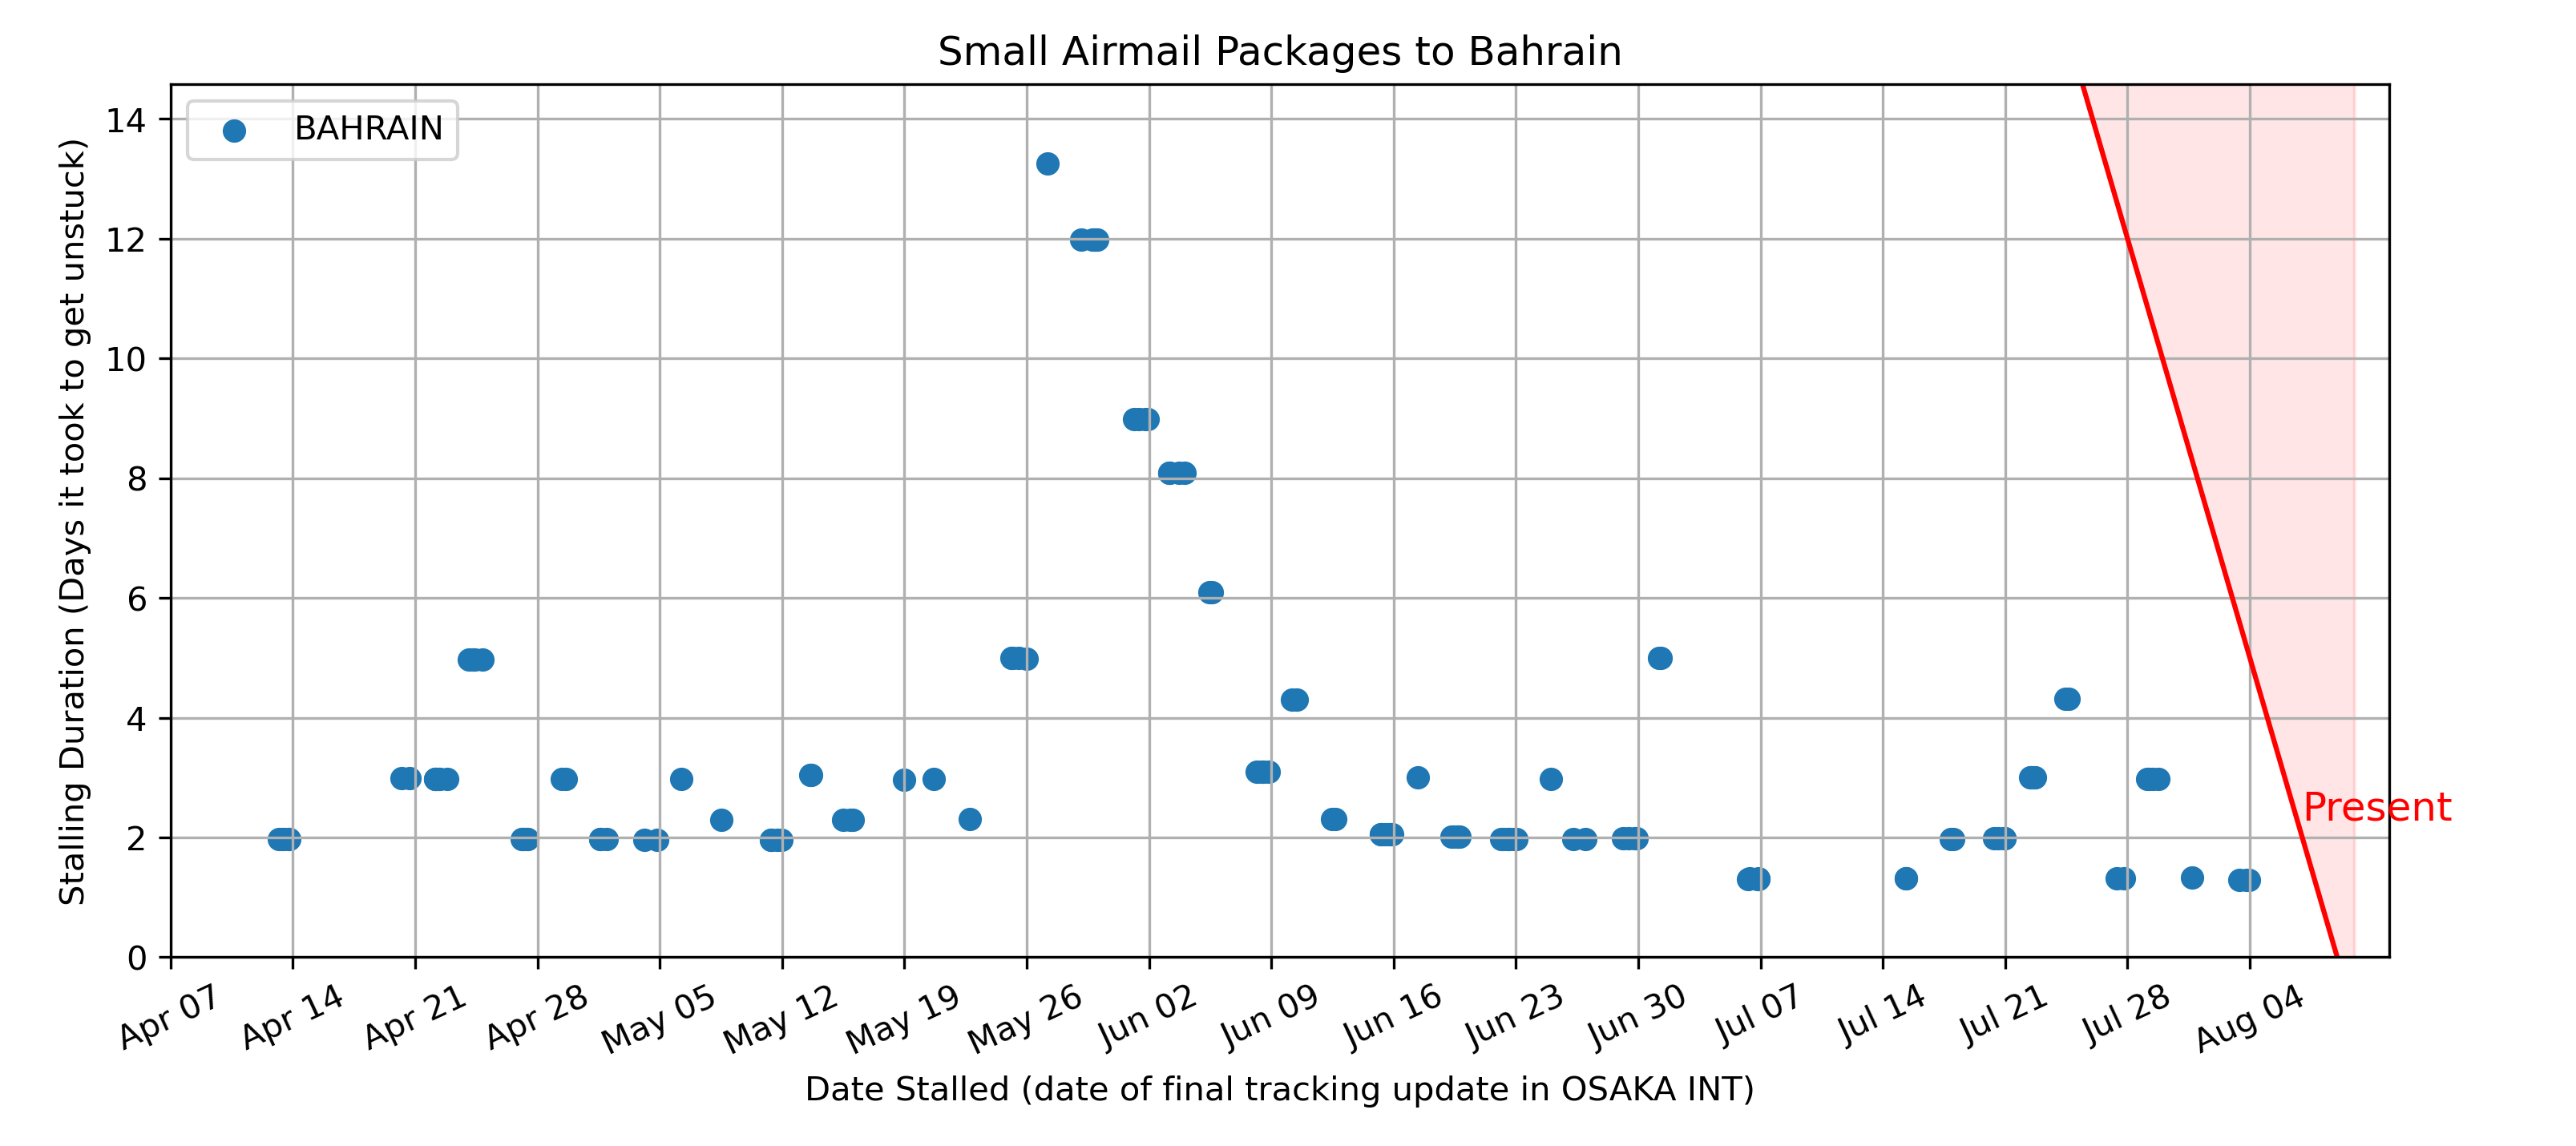 Small Airmail Packages to Bahrain
BAHRAIN
Stalling Duration (Days it took to get unstuck)
14
12
10
8
6
4
2
0
Present
Apr 07
Apr 14
Apr 21
Apr 28
May 05
May 12
May 19
May 26
Jun 02
Jun 09
Jun 16
Jun 23
Jun 30
Jul 07
Jul 14
Jul 21
Jul 28
Aug 04
Date Stalled (date of final tracking update in OSAKA INT)